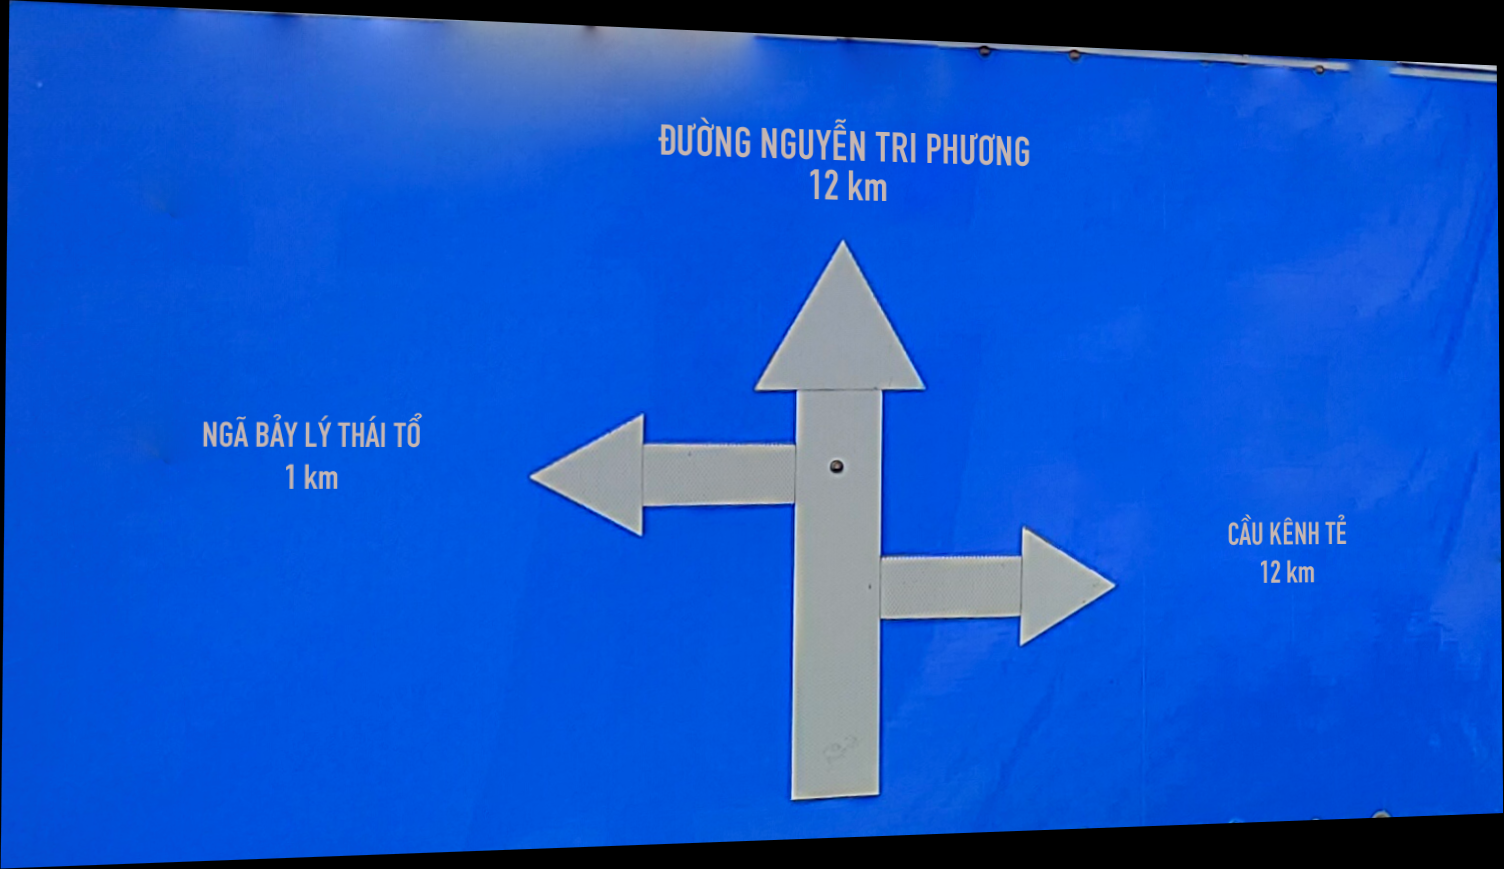 ĐƯỜNG NGUYỄN TRI PHƯƠNG
12 km
NGÃ BẢY LÝ THÁI TỔ
1 km
CẦU KÊNH TẺ
12 km